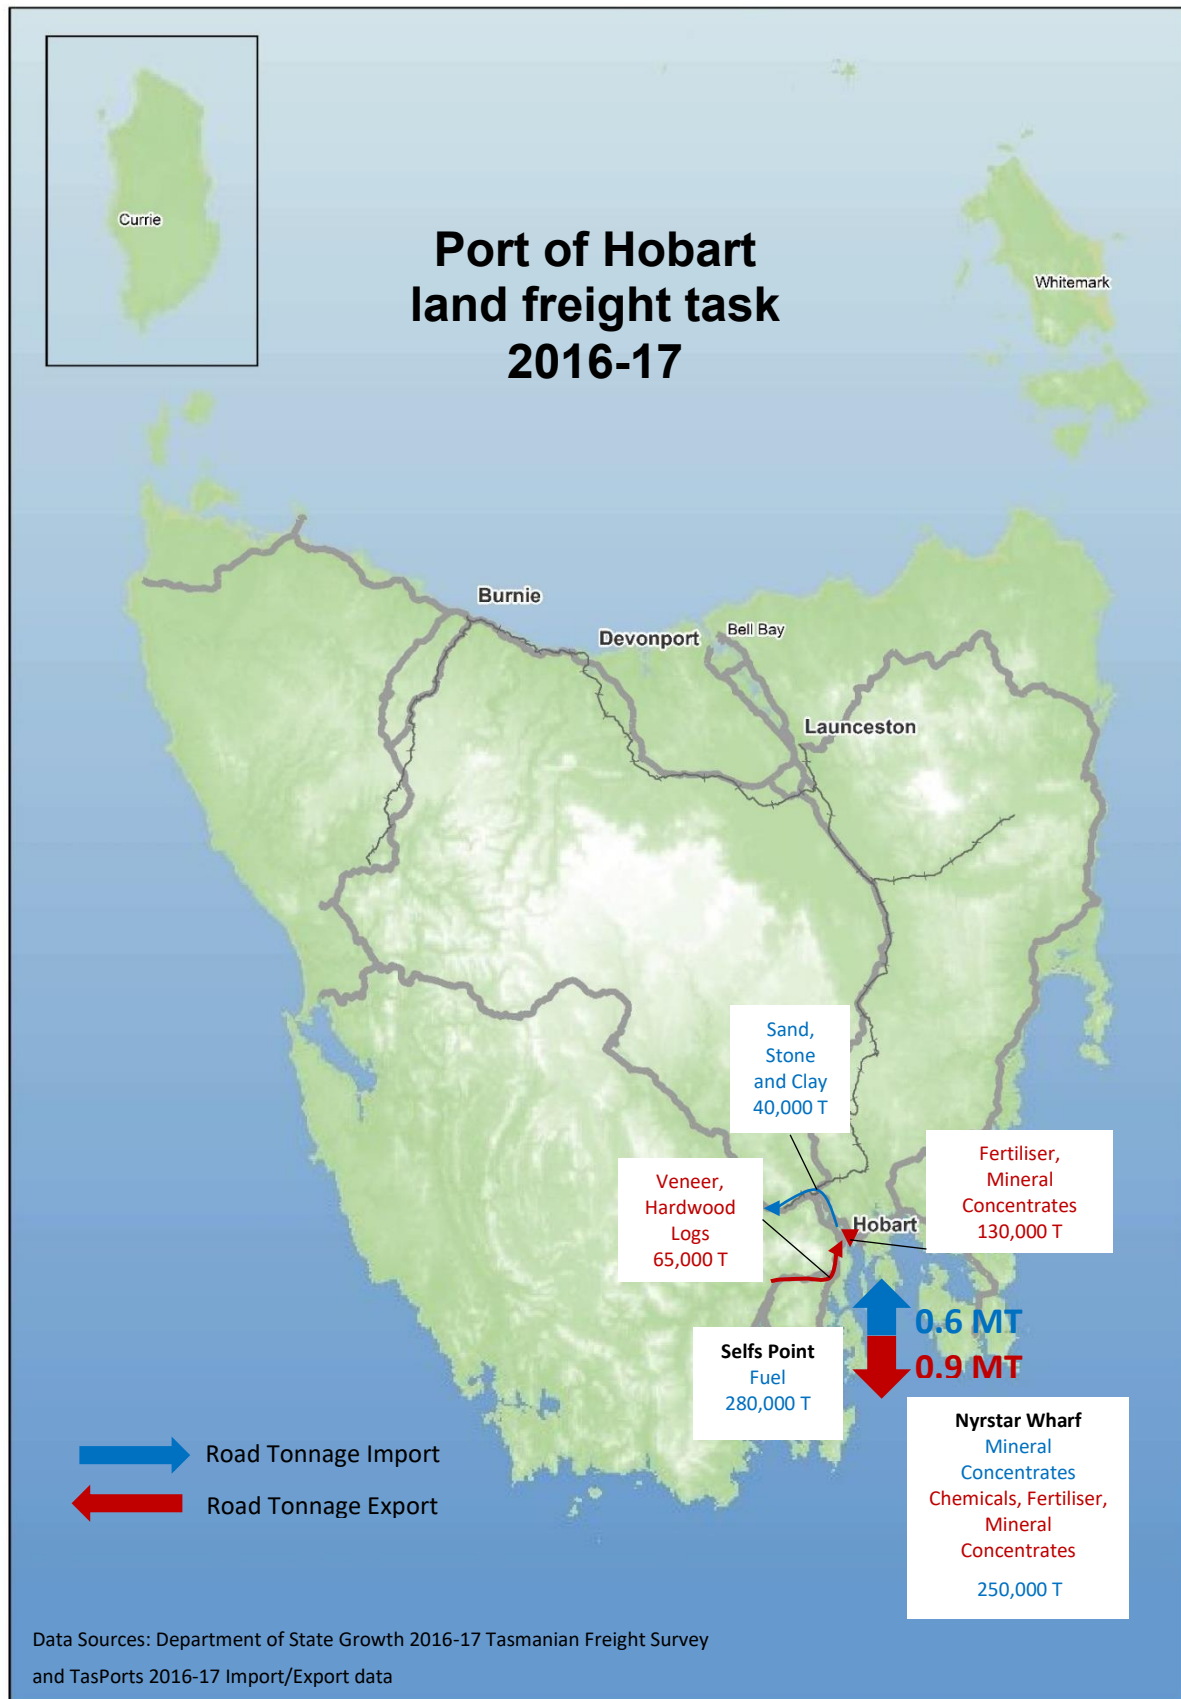 Currie
Port of Hobart
land freight task
2016-17
Whitemark
Burnie
Devonport
Bell Bay
Launceston
Sand,
Stone
and Clay
40,000 T
Fertiliser,
Mineral
Concentrates
130,000 T
Veneer,
Hardwood
Logs
65,000 T
Hobart
0.6 MT
0.9 MT
Selfs Point
Fuel
280,000 T
Nyrstar Wharf
Mineral
Concentrates
Chemicals, Fertiliser,
Mineral
Concentrates
250,000 T
Road Tonnage Import
Road Tonnage Export
Data Sources: Department of State Growth 2016-17 Tasmanian Freight Survey
and TasPorts 2016-17 Import/Export data